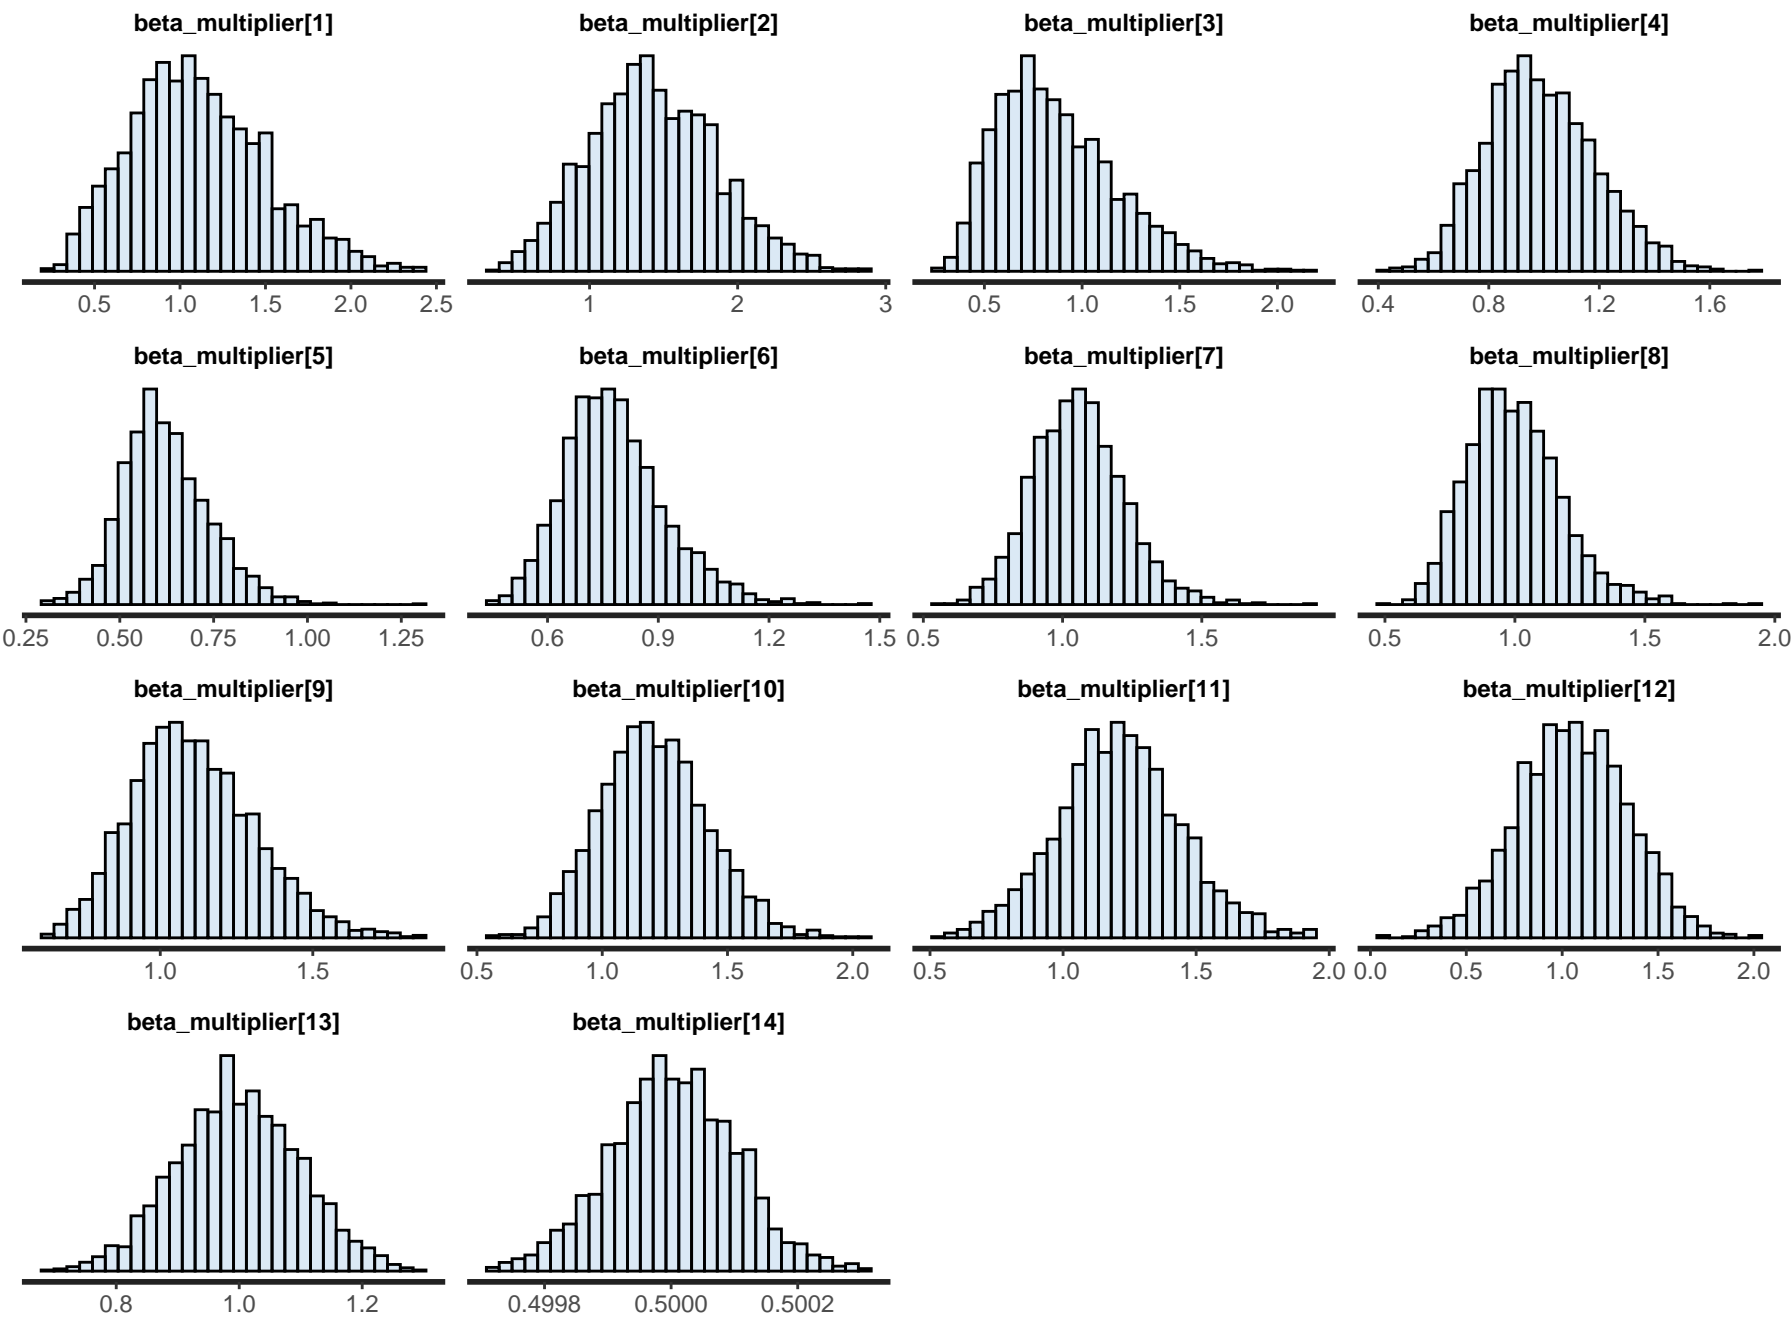 beta_multiplier[1] beta_multiplier[2] beta_multiplier[3] beta_multiplier[4]
0.5 1.0 1.5 2.0 2.5 1 2 3 0.5 1.0 1.5 2.0 0.4 0.8 1.2 1.6
beta_multiplier[5] beta_multiplier[6] beta_multiplier[7] beta_multiplier[8]
0.25 0.50 0.75 1.00 1.25 0.6 0.9 1.2 1.5 0.5 1.0 1.5 0.5 1.0 1.5 2.0
beta_multiplier[9] beta_multiplier[10] beta_multiplier[11] beta_multiplier[12]
1.0 1.5 0.5 1.0 1.5 2.0 0.5 1.0 1.5 2.0 0.0 0.5 1.0 1.5 2.0
beta_multiplier[13] beta_multiplier[14]
0.8 1.0 1.2 0.4998 0.5000 0.5002